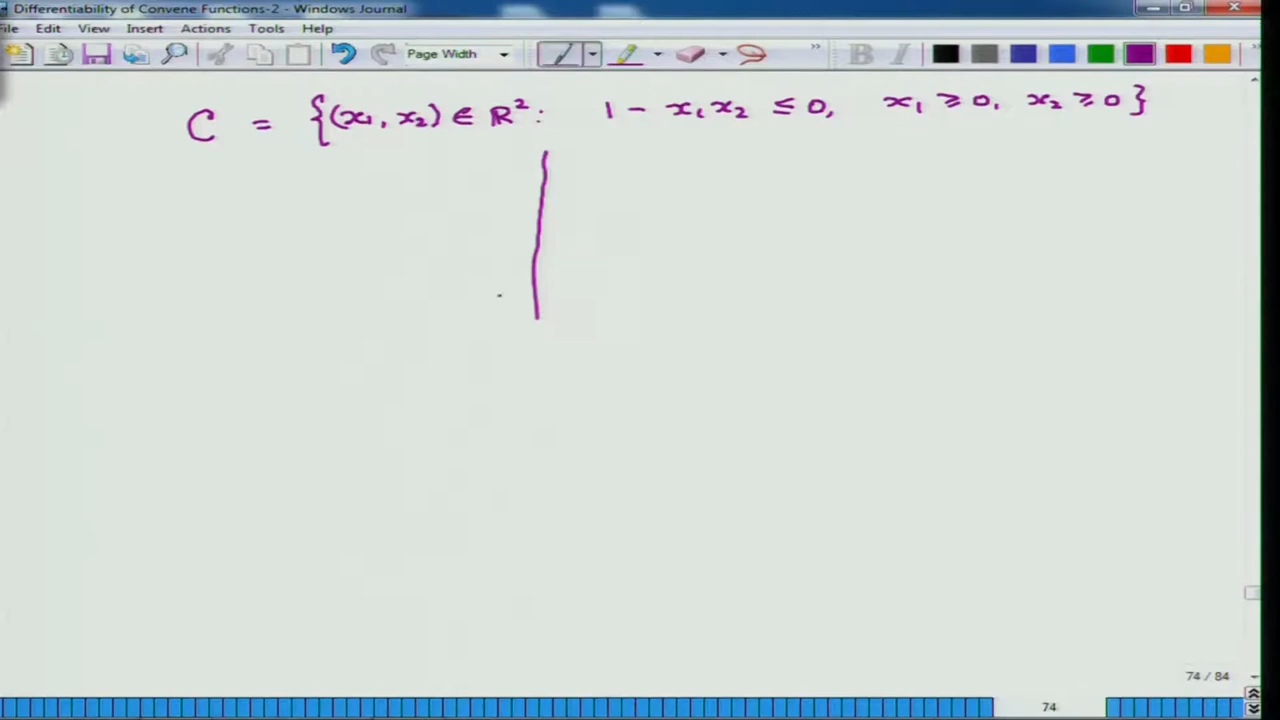 Differentiability of Convene Functions-2 - Windows Journal
File Edit View Insert Actions Tools Help
Page Width B I
C = {(x₁, x₂) ∈ ℝ²: 1 - x₁x₂ ≤ 0, x₁ ≥ 0, x₂ ≥ 0}
74 / 84
74